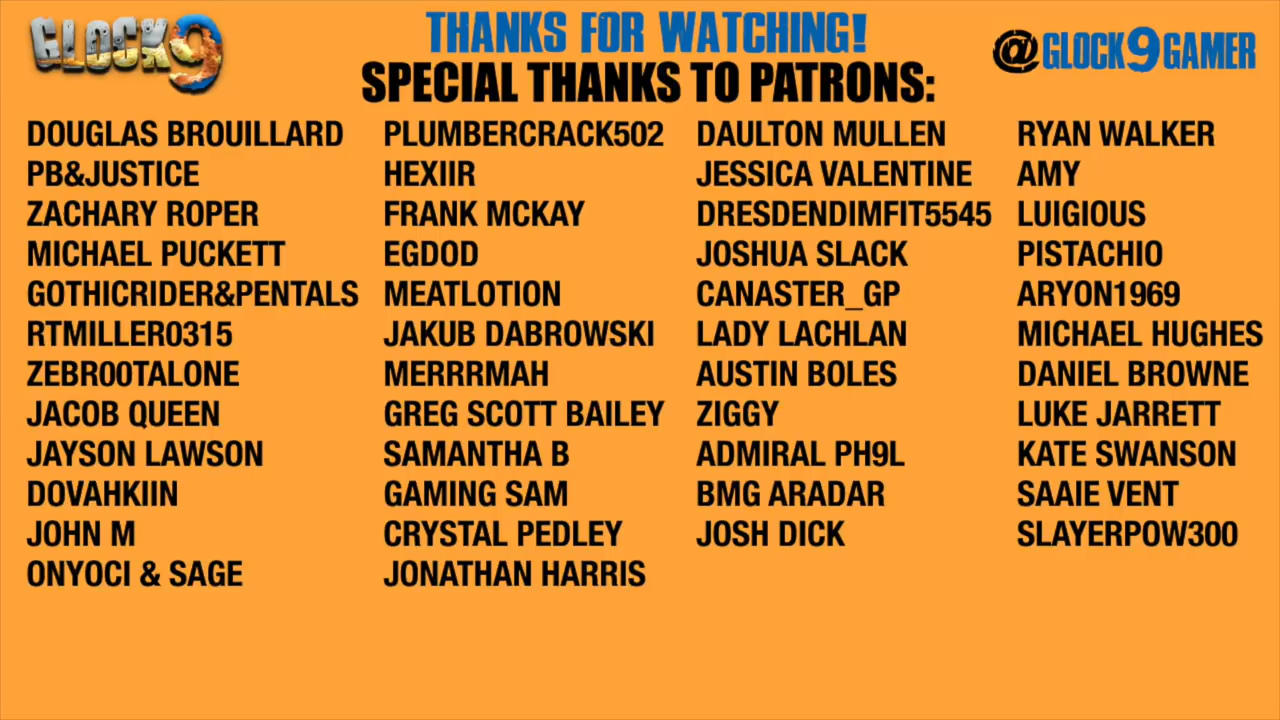 GLOCK9
THANKS FOR WATCHING!
@GLOCK9GAMER
SPECIAL THANKS TO PATRONS:
DOUGLAS BROUILLARD
PB&JUSTICE
ZACHARY ROPER
MICHAEL PUCKETT
GOTHICRIDER&PENTALS
RTMILLER0315
ZEBR00TALONE
JACOB QUEEN
JAYSON LAWSON
DOVAHKIIN
JOHN M
ONYOCI & SAGE
PLUMBERCRACK502
HEXIIR
FRANK MCKAY
EGDOD
MEATLOTION
JAKUB DABROWSKI
MERRRMAH
GREG SCOTT BAILEY
SAMANTHA B
GAMING SAM
CRYSTAL PEDLEY
JONATHAN HARRIS
DAULTON MULLEN
JESSICA VALENTINE
DRESDENDIMFIT5545
JOSHUA SLACK
CANASTER_GP
LADY LACHLAN
AUSTIN BOLES
ZIGGY
ADMIRAL PH9L
BMG ARADAR
JOSH DICK
RYAN WALKER
AMY
LUIGIOUS
PISTACHIO
ARYON1969
MICHAEL HUGHES
DANIEL BROWNE
LUKE JARRETT
KATE SWANSON
SAAIE VENT
SLAYERPOW300